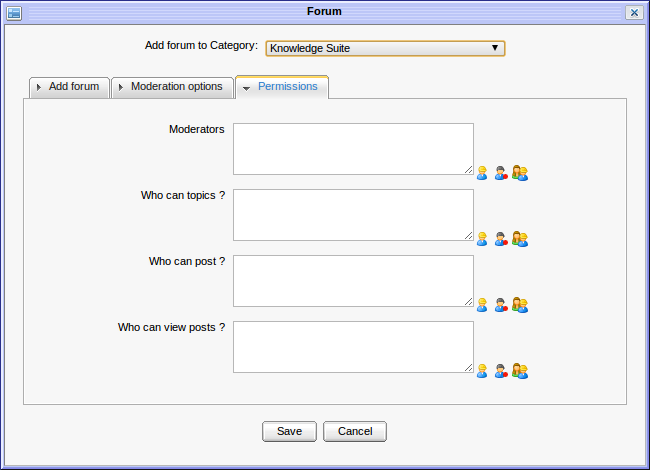 Forum
Add forum to Category: Knowledge Suite
Add forum Moderation options Permissions
Moderators
Who can topics ?
Who can post ?
Who can view posts ?
Save Cancel